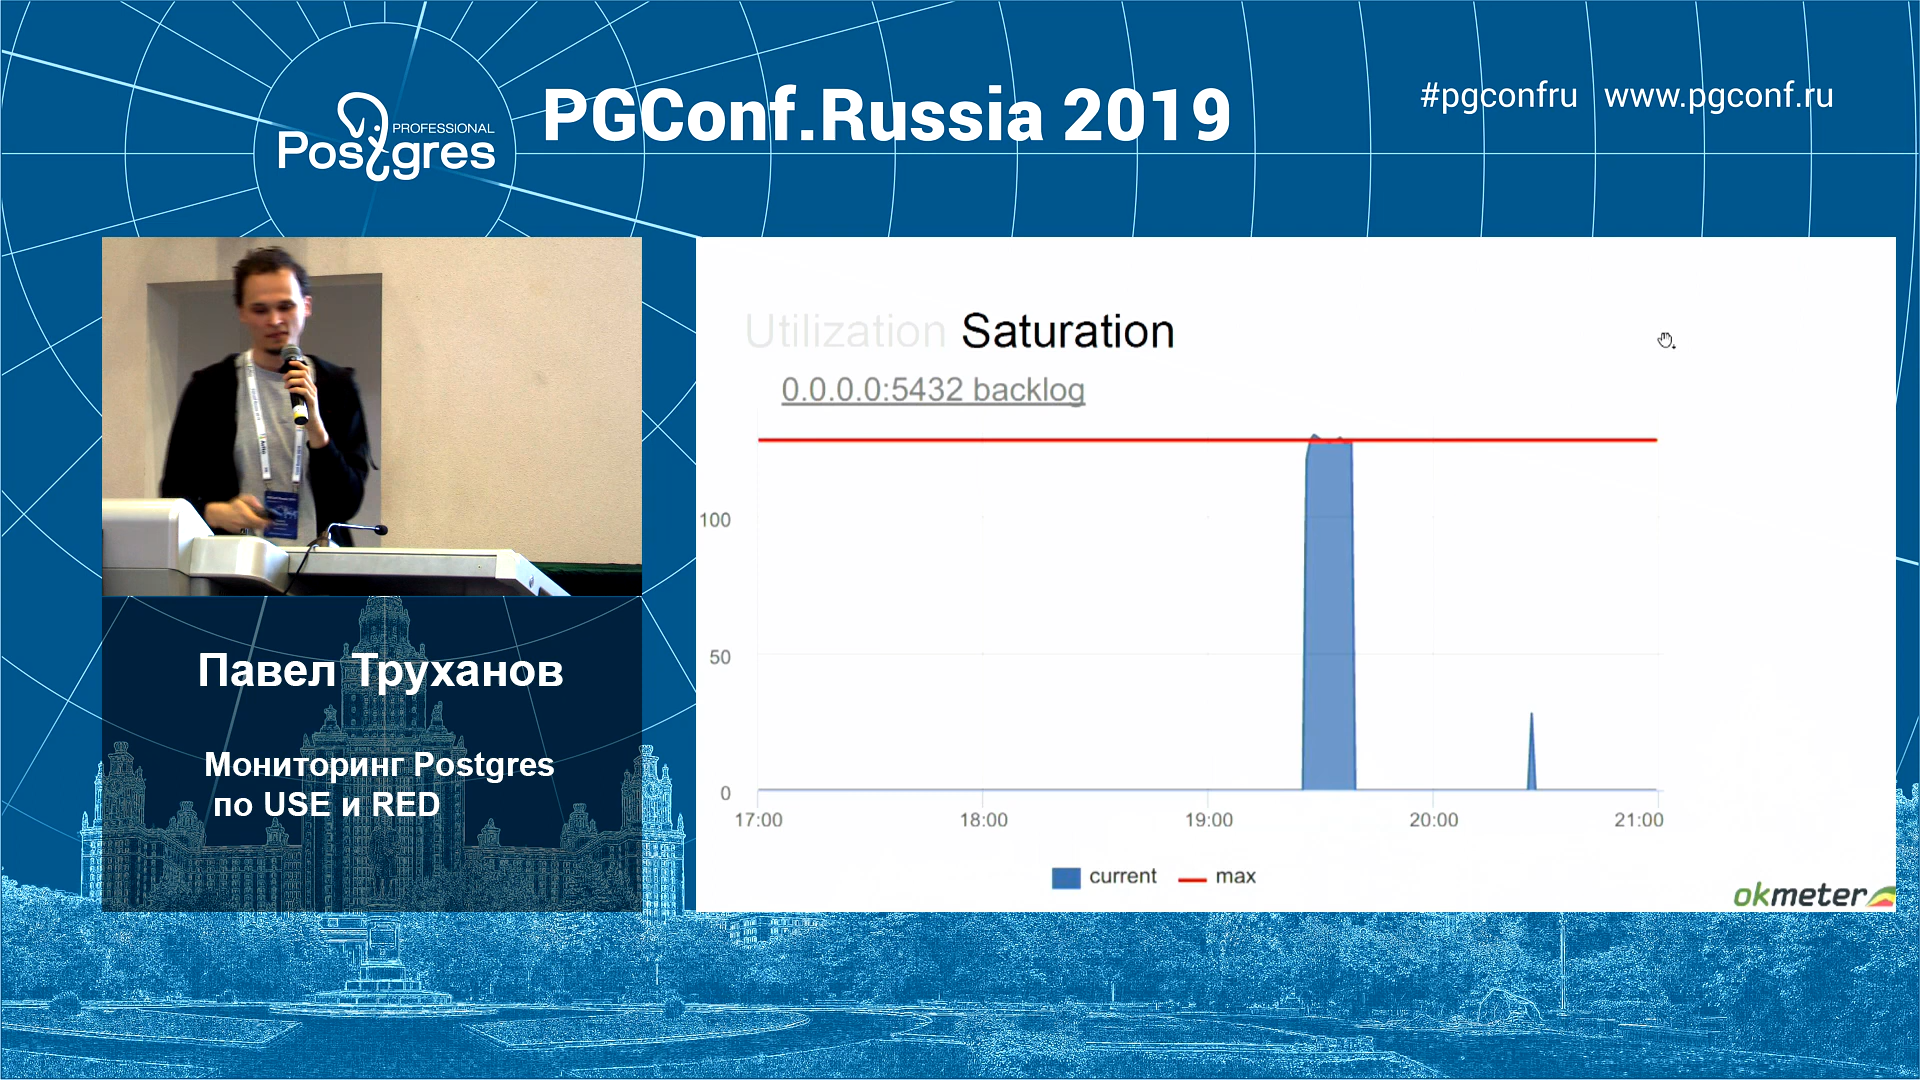 PROFESSIONAL
Postgres
PGConf.Russia 2019
#pgconfru www.pgconf.ru
Utilization Saturation
0.0.0.0:5432 backlog
100
50
0
17:00 18:00 19:00 20:00 21:00
current max
okmeter
Павел Труханов
Мониторинг Postgres
по USE и RED